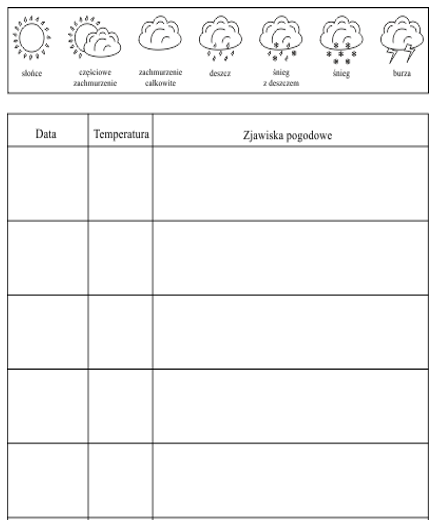 słońce
częściowe
zachmurzenie
zachmurzenie
całkowite
deszcz
śnieg
z deszczem
śnieg
burza
Data
Temperatura
Zjawiska pogodowe